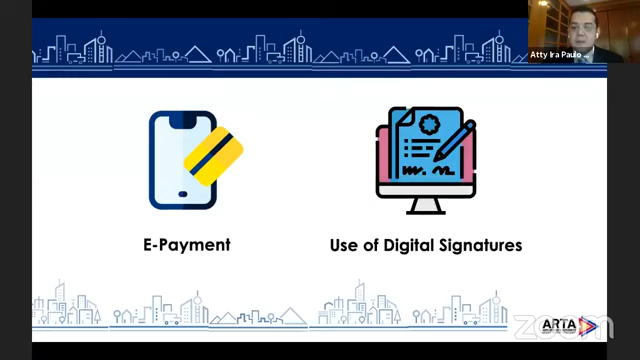 Atty Ira Paulo
E-Payment
Use of Digital Signatures
ARTA
zoom